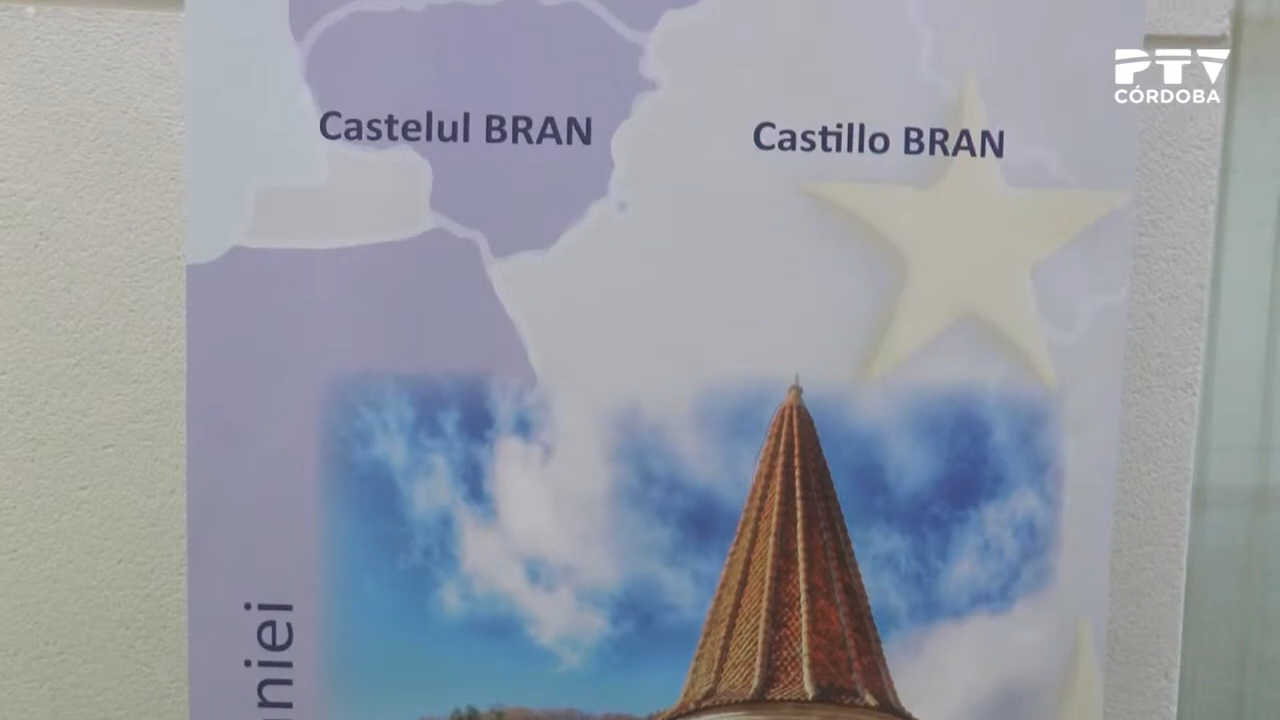 PTV
CÓRDOBA
Castelul BRAN
Castillo BRAN
niei